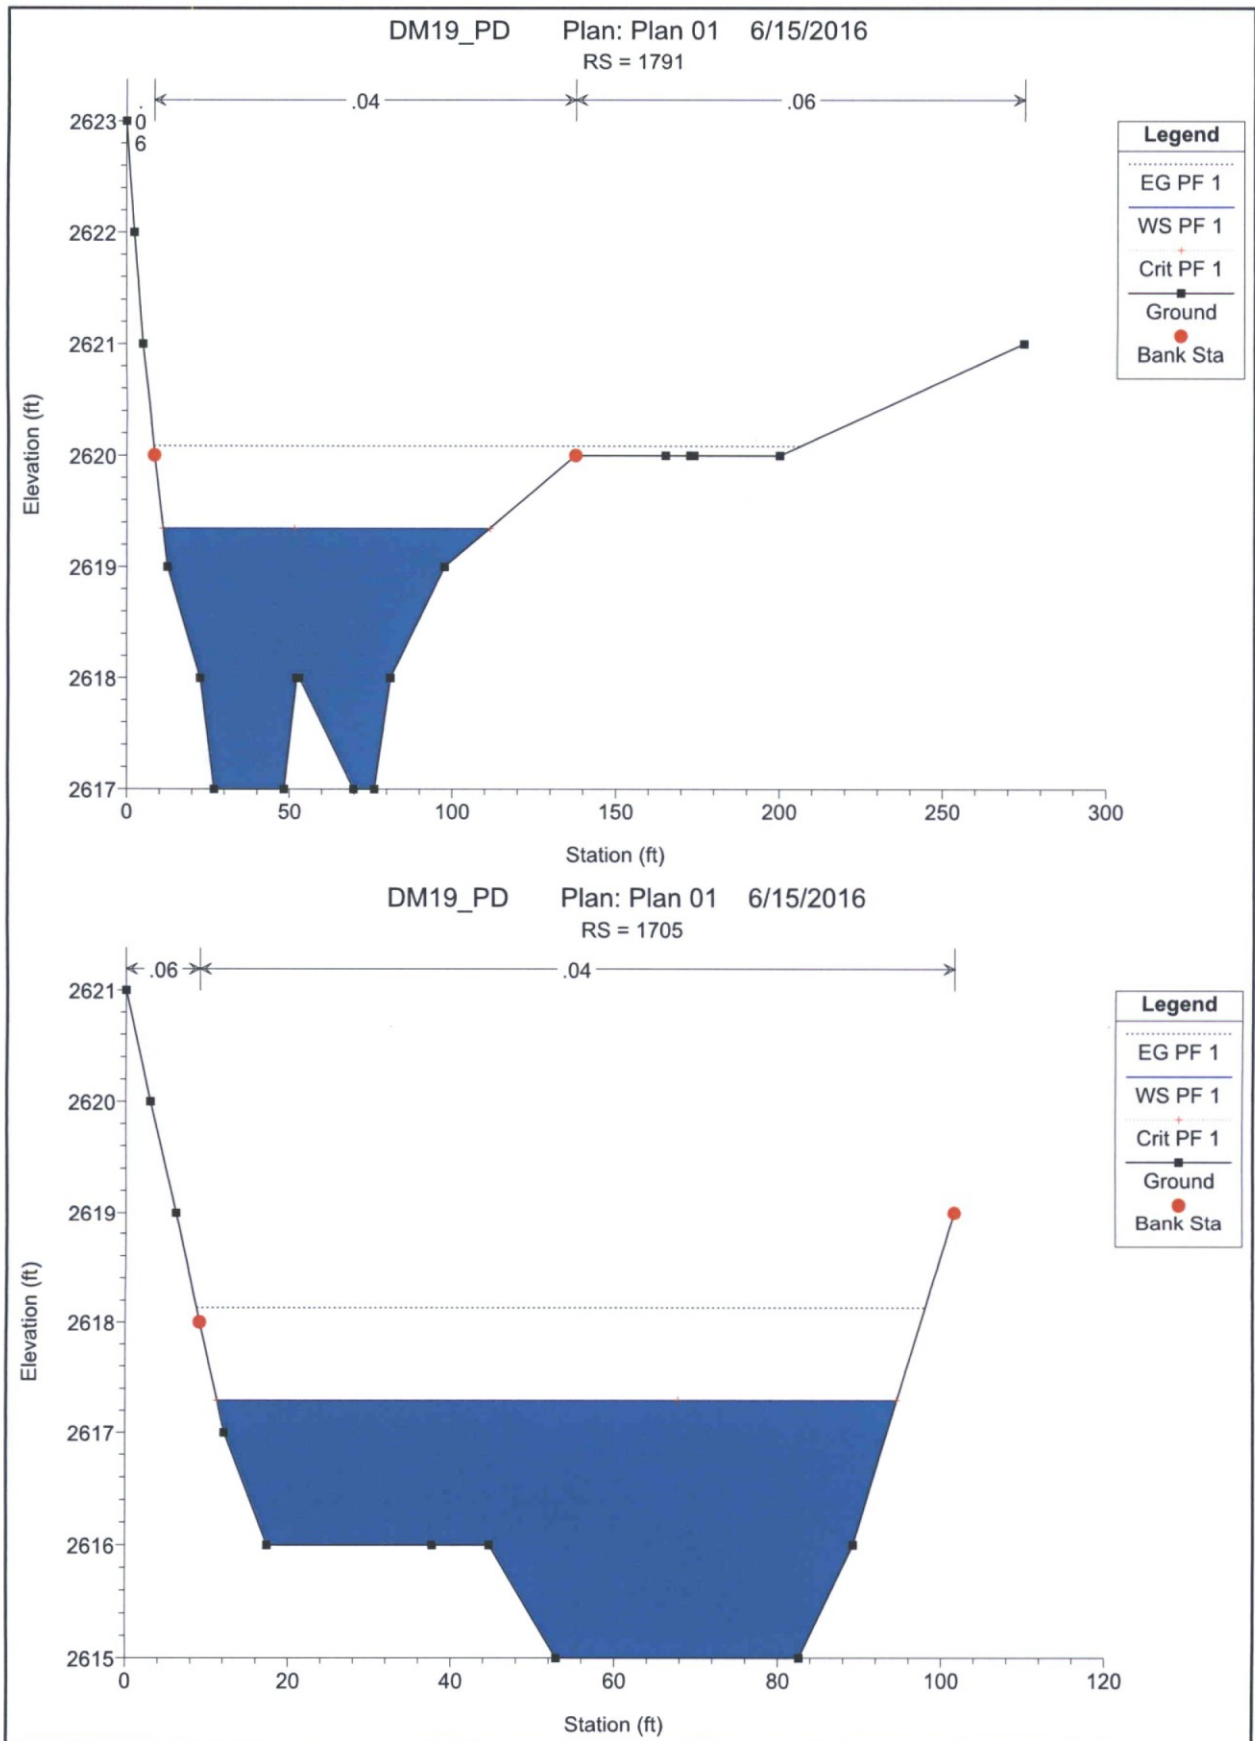 DM19_PD Plan: Plan 01 6/15/2016
RS = 1791
.06 .04 .06
Legend
EG PF 1
WS PF 1
Crit PF 1
Ground
Bank Sta
2623
2622
2621
2620
2619
2618
2617
Elevation (ft)
0 50 100 150 200 250 300
Station (ft)
DM19_PD Plan: Plan 01 6/15/2016
RS = 1705
.06 .04
Legend
EG PF 1
WS PF 1
Crit PF 1
Ground
Bank Sta
2621
2620
2619
2618
2617
2616
2615
Elevation (ft)
0 20 40 60 80 100 120
Station (ft)